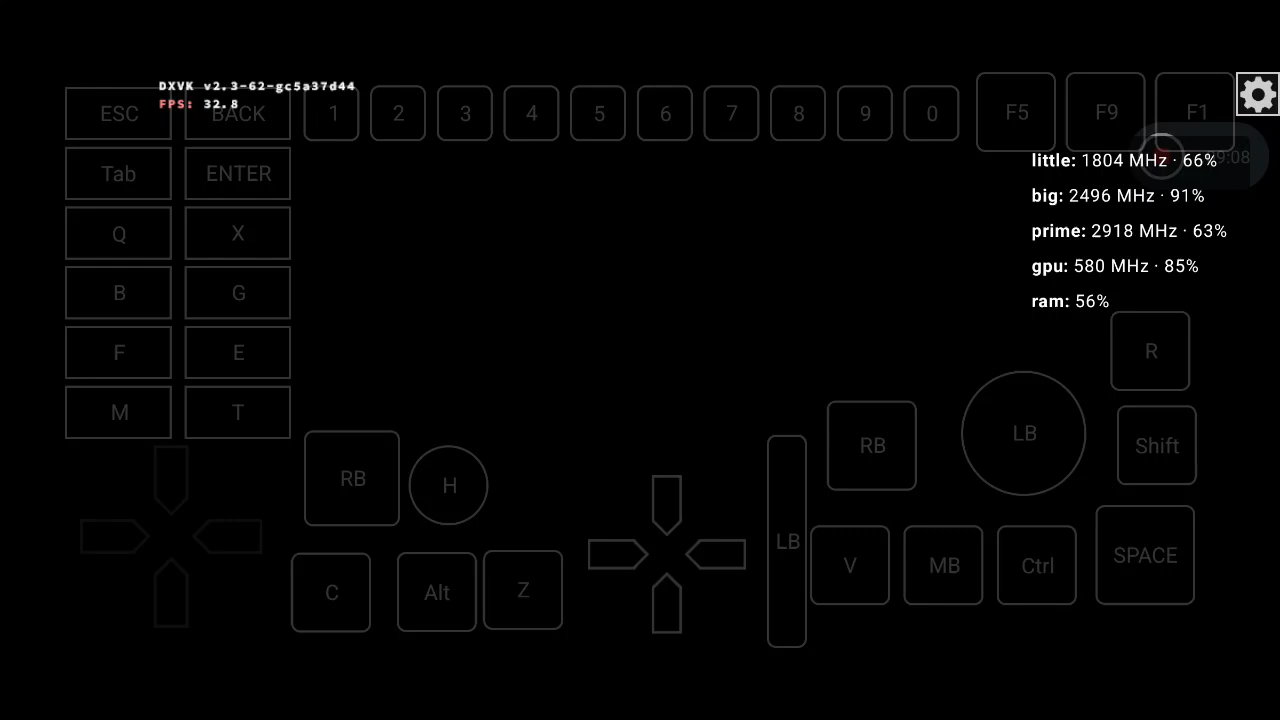 DXVK v2.3-62-gc5a37d44
FPS: 32.8
ESC BACK 1 2 3 4 5 6 7 8 9 0 F5 F9 F1
9:08
little: 1804 MHz · 66%
Tab ENTER
big: 2496 MHz · 91%
Q X
prime: 2918 MHz · 63%
gpu: 580 MHz · 85%
B G
ram: 56%
F E
R
M T
LB
RB Shift
RB H
LB
V MB Ctrl SPACE
C Alt Z